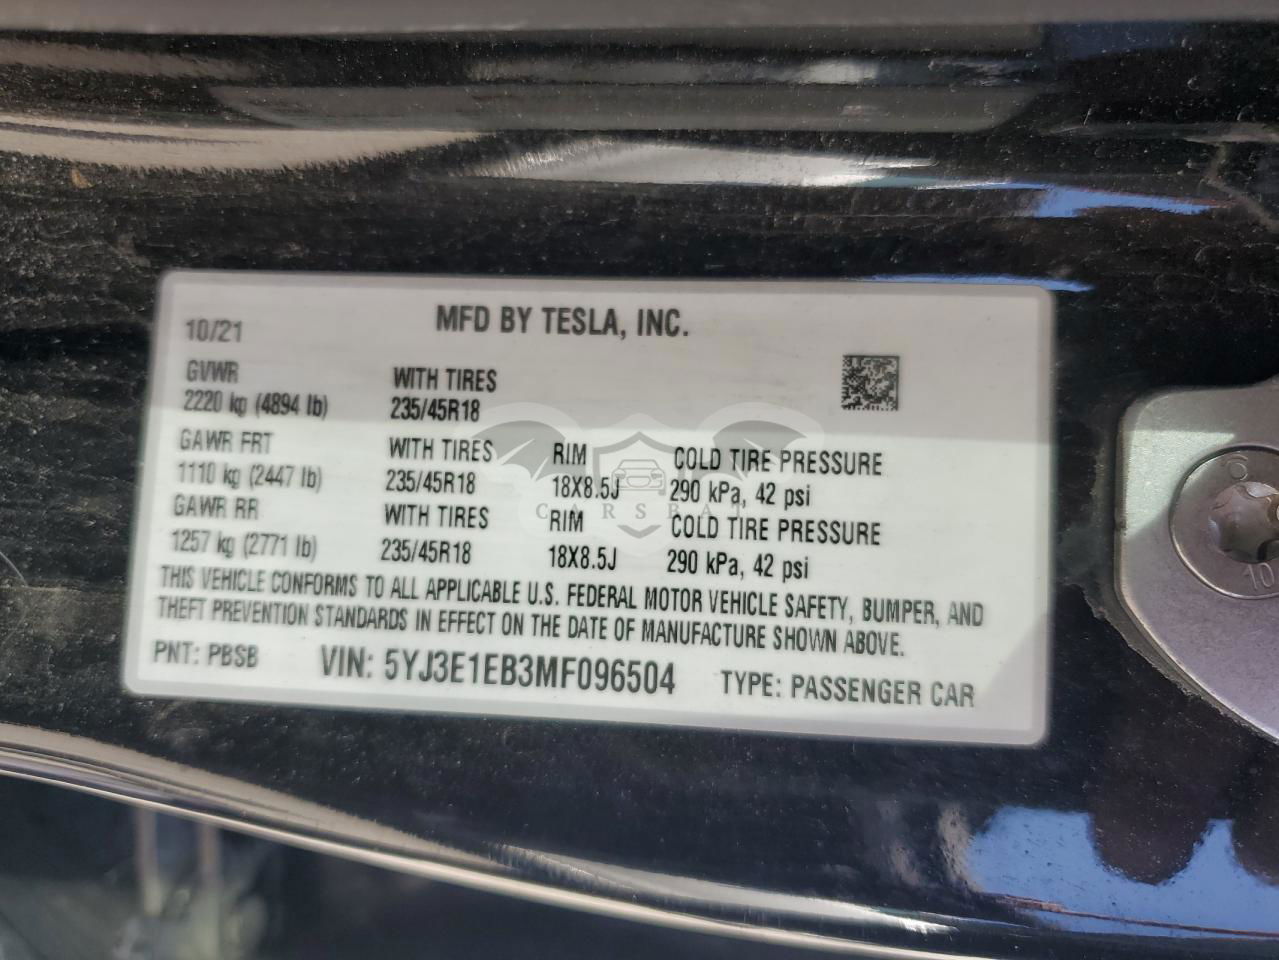 10/21
MFD BY TESLA, INC.
GVWR WITH TIRES
2220 kg (4894 lb) 235/45R18
GAWR FRT WITH TIRES RIM COLD TIRE PRESSURE
1110 kg (2447 lb) 235/45R18 18X8.5J 290 kPa, 42 psi
GAWR RR WITH TIRES RIM COLD TIRE PRESSURE
1257 kg (2771 lb) 235/45R18 18X8.5J 290 kPa, 42 psi
THIS VEHICLE CONFORMS TO ALL APPLICABLE U.S. FEDERAL MOTOR VEHICLE SAFETY, BUMPER, AND
THEFT PREVENTION STANDARDS IN EFFECT ON THE DATE OF MANUFACTURE SHOWN ABOVE.
PNT: PBSB VIN: 5YJ3E1EB3MF096504 TYPE: PASSENGER CAR
CARSBAT
10